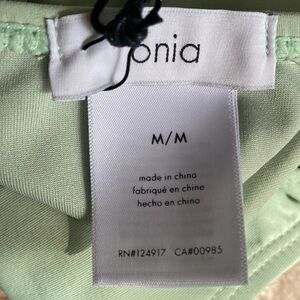 onia
M/M
made in china
fabriqué en chine
hecho en china
RN#124917 CA#00985